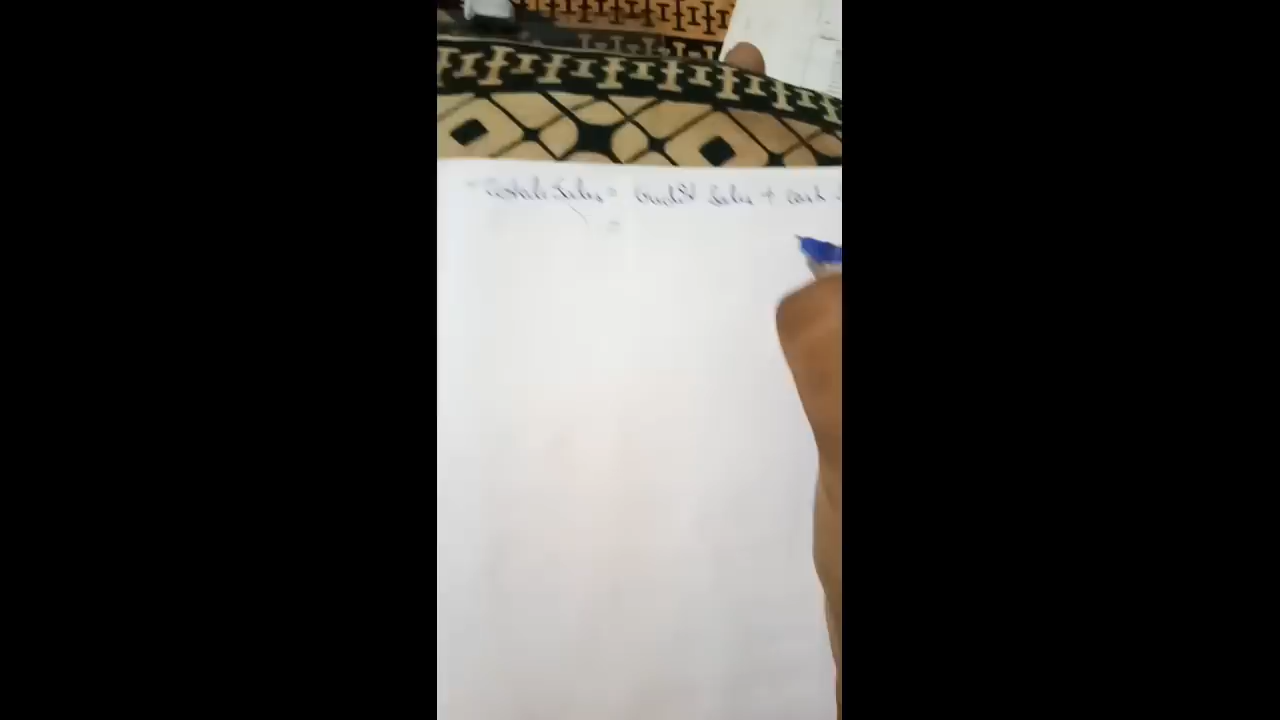 Total Sales = Credit Sales + Cash
=